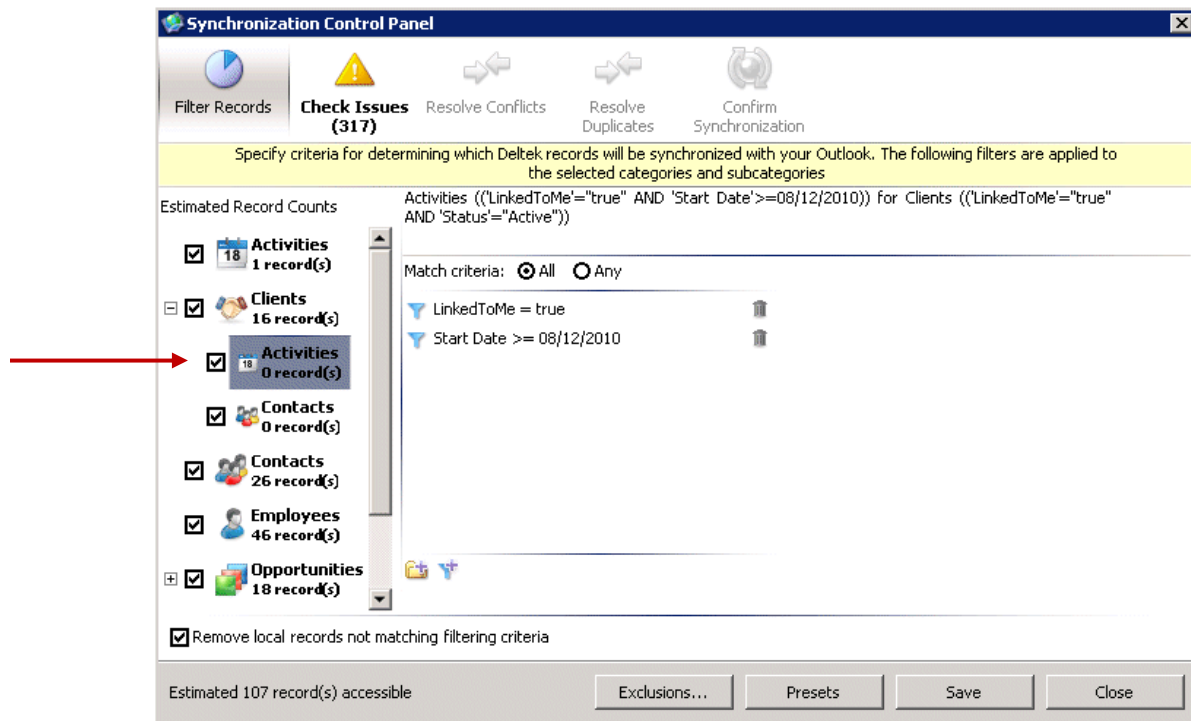 Synchronization Control Panel
Filter Records
Check Issues
(317)
Resolve Conflicts
Resolve
Duplicates
Confirm
Synchronization
Specify criteria for determining which Deltek records will be synchronized with your Outlook. The following filters are applied to
the selected categories and subcategories
Estimated Record Counts
18
Activities
1 record(s)
Clients
16 record(s)
18
Activities
0 record(s)
Contacts
0 record(s)
Contacts
26 record(s)
Employees
46 record(s)
Opportunities
18 record(s)
Activities (('LinkedToMe'="true" AND 'Start Date'>=08/12/2010)) for Clients (('LinkedToMe'="true"
AND 'Status'="Active"))
Match criteria: All Any
LinkedToMe = true
Start Date >= 08/12/2010
Remove local records not matching filtering criteria
Estimated 107 record(s) accessible
Exclusions... Presets Save Close